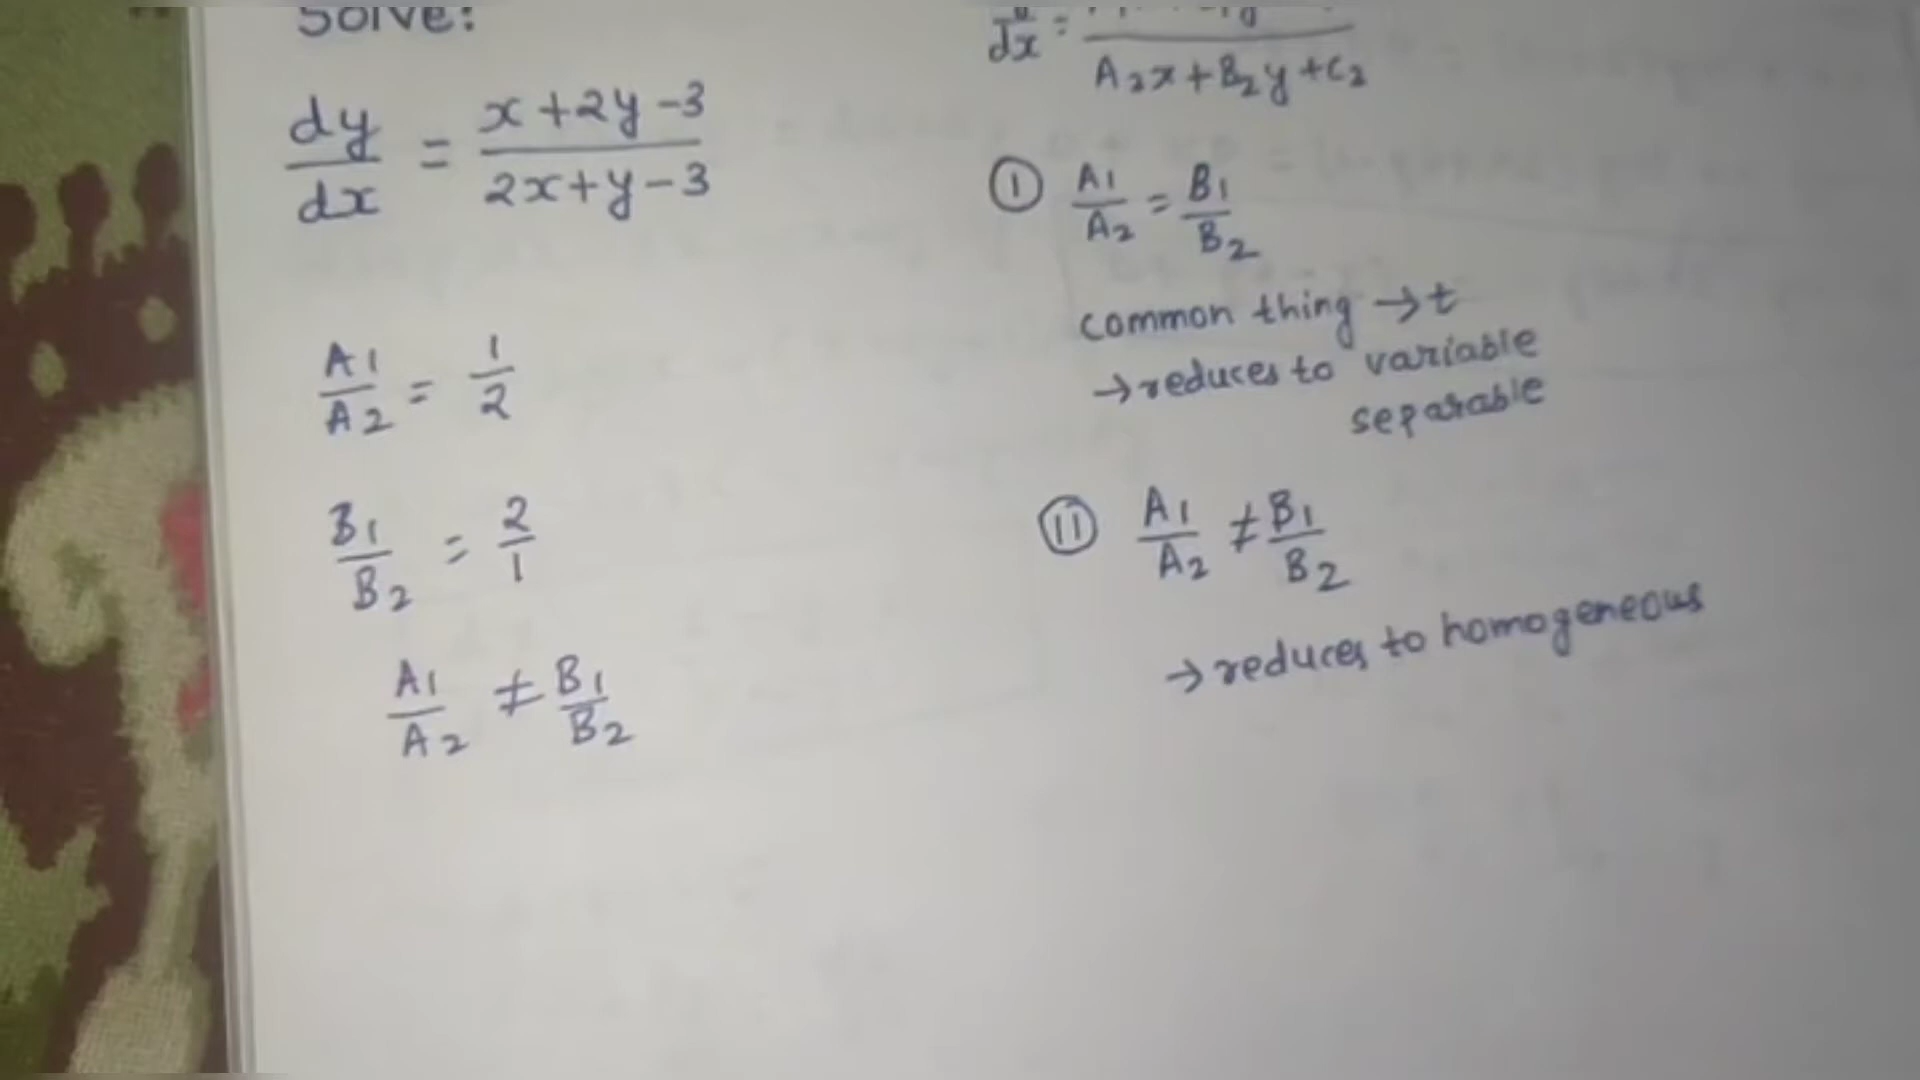 Solve:
dy/dx = (x+2y-3)/(2x+y-3)
A1/A2 = 1/2
B1/B2 = 2/1
A1/A2 ≠ B1/B2
dx = A2x+B2y+C2
① A1/A2 = B1/B2
common thing → t
→ reduces to variable
separable
⑪ A1/A2 ≠ B1/B2
→ reduces to homogeneous